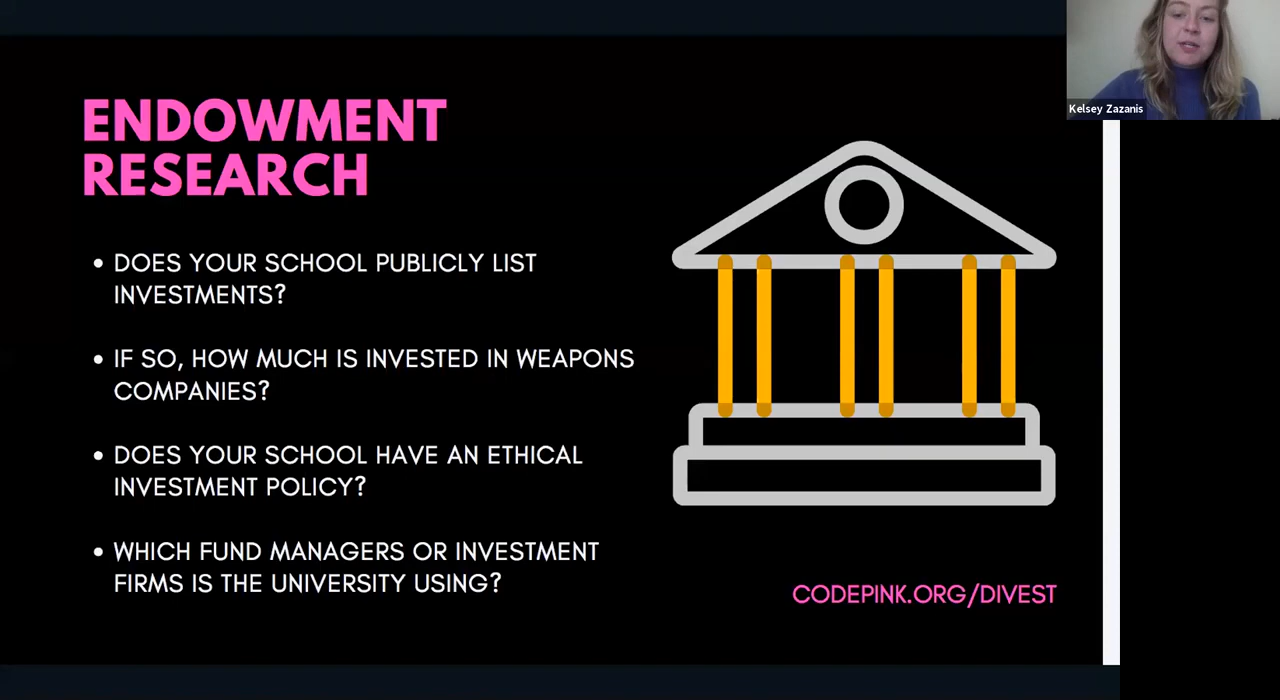 ENDOWMENT
RESEARCH
• DOES YOUR SCHOOL PUBLICLY LIST
INVESTMENTS?
• IF SO, HOW MUCH IS INVESTED IN WEAPONS
COMPANIES?
• DOES YOUR SCHOOL HAVE AN ETHICAL
INVESTMENT POLICY?
• WHICH FUND MANAGERS OR INVESTMENT
FIRMS IS THE UNIVERSITY USING?
CODEPINK.ORG/DIVEST
Kelsey Zazanis